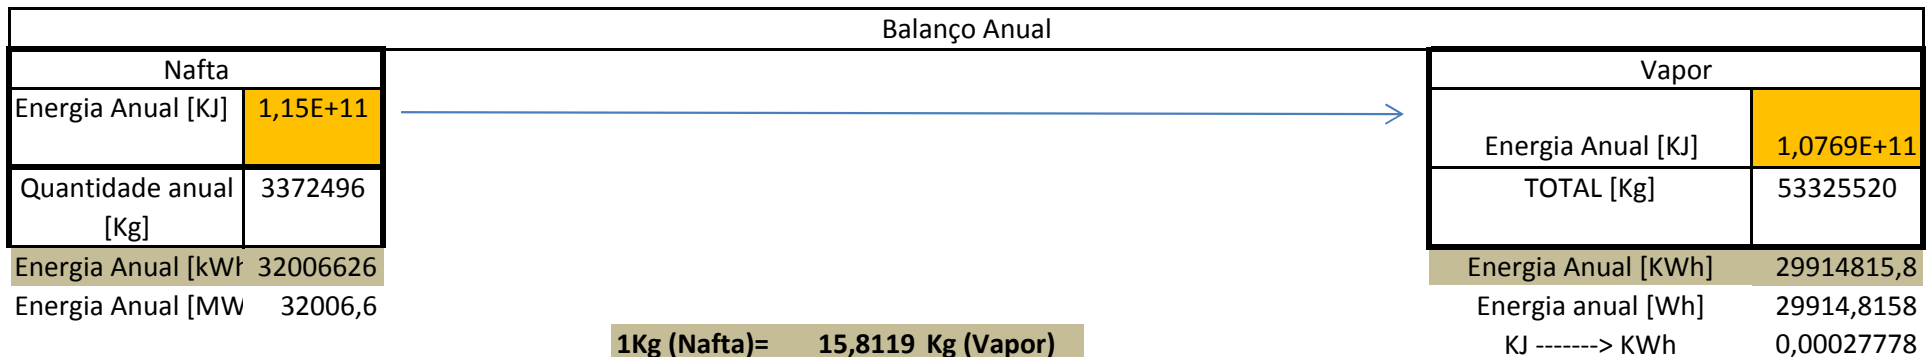 Balanço Anual
Nafta
Vapor
Energia Anual [KJ] 1,15E+11
Energia Anual [KJ] 1,0769E+11
Quantidade anual 3372496
[Kg]
TOTAL [Kg] 53325520
Energia Anual [kWh 32006626
Energia Anual [KWh] 29914815,8
Energia Anual [MW 32006,6
Energia anual [Wh] 29914,8158
1Kg (Nafta)= 15,8119 Kg (Vapor)
KJ -------> KWh 0,00027778